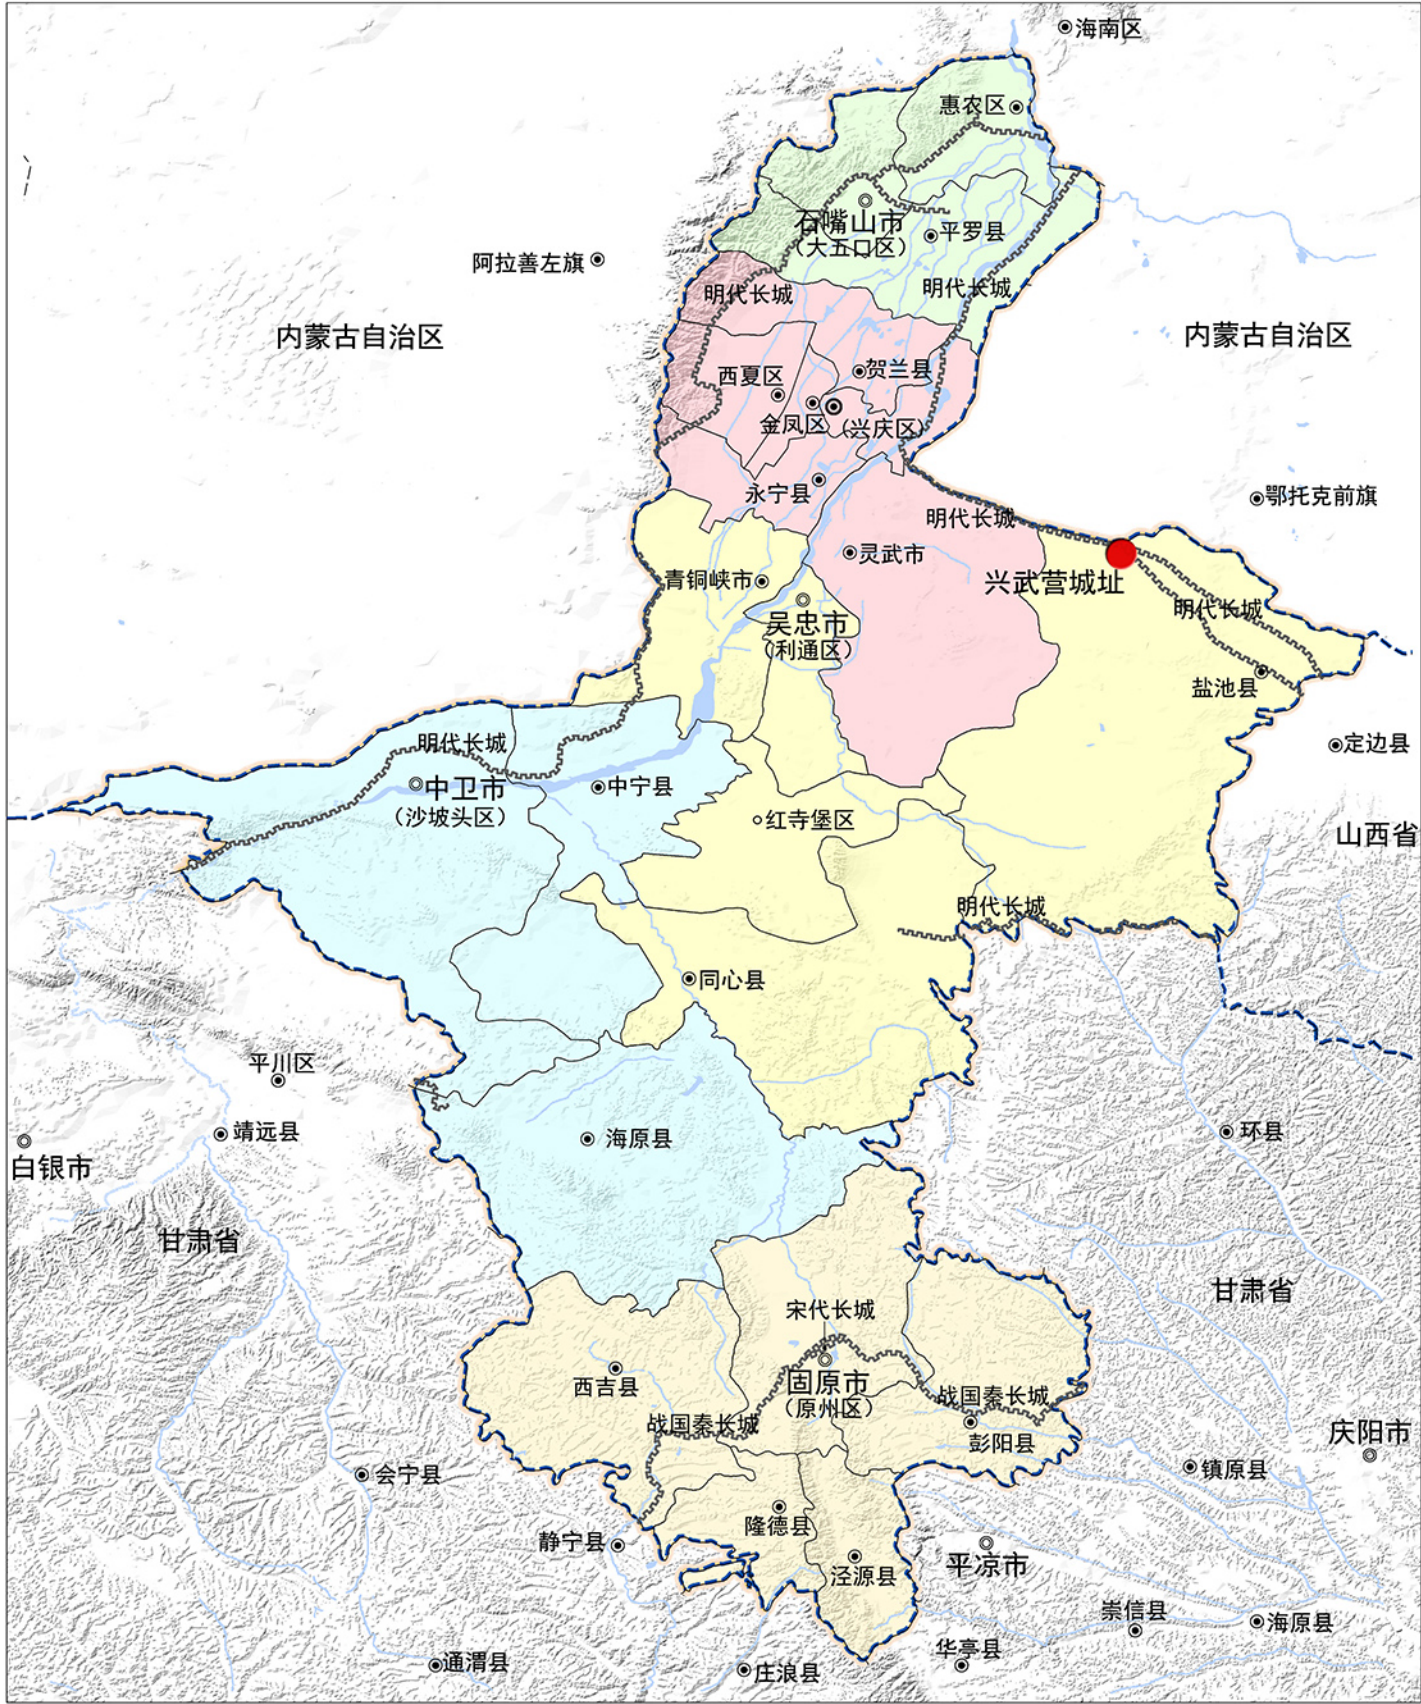 海南区
惠农区
石嘴山市
（大五口区）
平罗县
阿拉善左旗
明代长城
明代长城
内蒙古自治区
内蒙古自治区
西夏区
贺兰县
金凤区
（兴庆区）
永宁县
鄂托克前旗
明代长城
灵武市
青铜峡市
兴武营城址
明代长城
吴忠市
（利通区）
盐池县
明代长城
定边县
中卫市
（沙坡头区）
中宁县
红寺堡区
山西省
明代长城
同心县
平川区
靖远县
海原县
环县
白银市
甘肃省
甘肃省
宋代长城
西吉县
固原市
（原州区）
战国秦长城
战国秦长城
彭阳县
庆阳市
会宁县
镇原县
隆德县
静宁县
平凉市
泾源县
崇信县
海原县
华亭县
通渭县
庄浪县